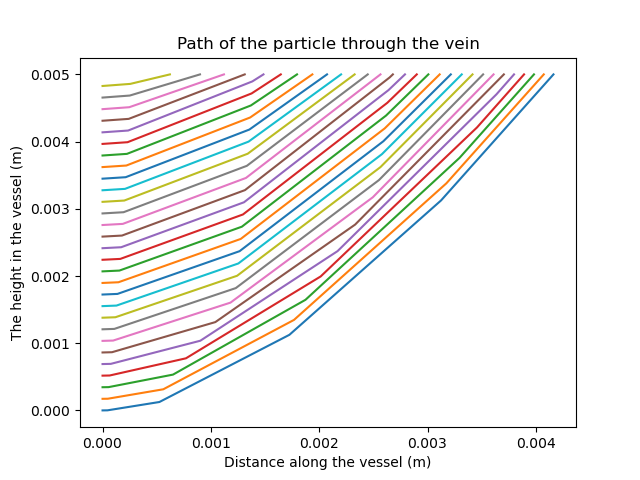 Path of the particle through the vein
The height in the vessel (m)
0.005
0.004
0.003
0.002
0.001
0.000
0.000 0.001 0.002 0.003 0.004
Distance along the vessel (m)